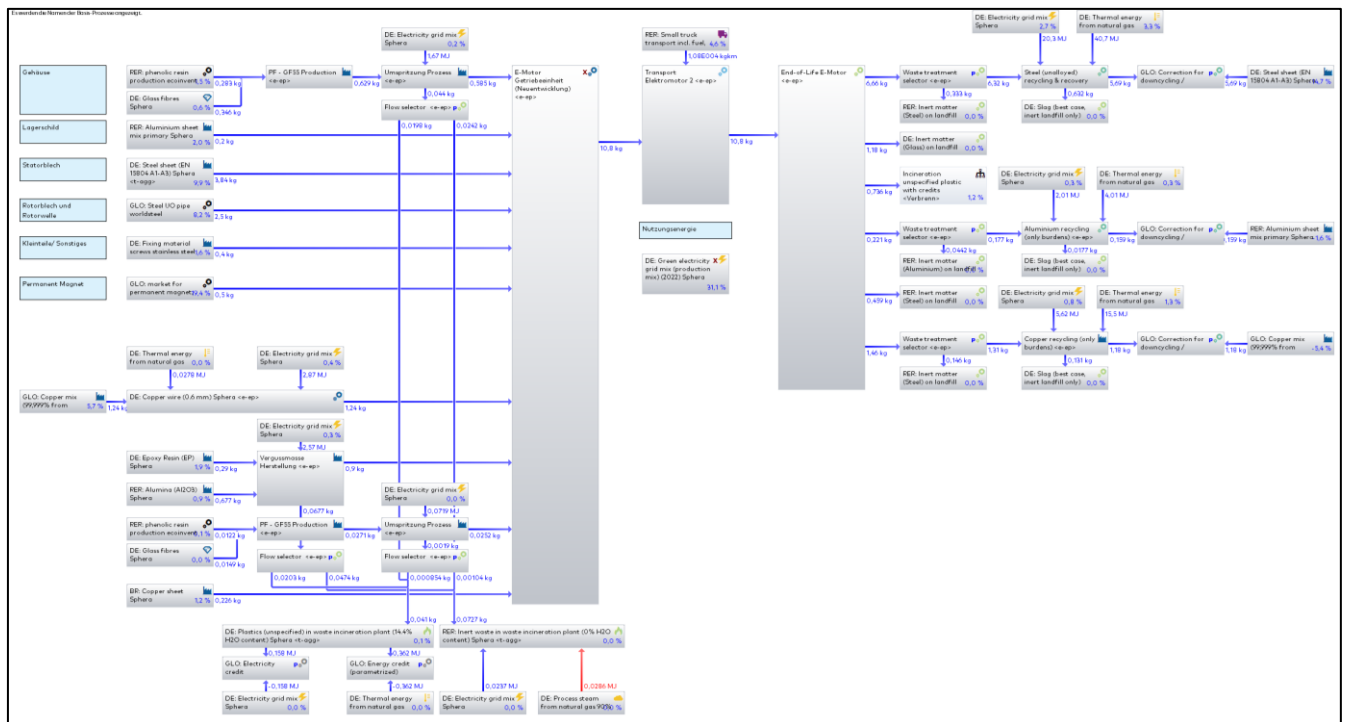 Es werden die Namen der Basis-Prozesse angezeigt.
Gehäuse
Lagerschild
Statorblech
Rotorblech und
Rotorwelle
Kleinteile/ Sonstiges
Permanent Magnet
DE: Electricity grid mix
Sphera
0,2 %
1,67 MJ
RER: phenolic resin
production ecoinvent
0,283 kg
PF - GF55 Production
<e-ep>
0,629 kg
Umspritzung Prozess
<e-ep>
0,585 kg
DE: Glass fibres
Sphera
0,6 %
0,346 kg
0,044 kg
Flow selector <e-ep>
0,0198 kg
0,0242 kg
RER: Aluminium sheet
mix primary Sphera
2,0 %
0,2 kg
DE: Steel sheet (EN
15804 A1-A3) Sphera
<t-agg>
9,9 %
3,84 kg
GLO: Steel UO pipe
worldsteel
8,2 %
2,5 kg
DE: Fixing material
screws stainless steel
0,4 kg
GLO: market for
permanent magnet
0,5 kg
E-Motor
Getriebeeinheit
(Neuentwicklung)
<e-ep>
10,8 kg
RER: Small truck
transport incl. fuel,
4,6 %
1,08E004 kgkm
Transport
Elektromotor 2 <e-ep>
10,8 kg
Nutzungsenergie
DE: Green electricity
grid mix (production
mix) (2022) Sphera
31,1 %
End-of-Life E-Motor
<e-ep>
DE: Electricity grid mix
Sphera
2,7 %
20,3 MJ
DE: Thermal energy
from natural gas
3,3 %
40,7 MJ
6,66 kg
Waste treatment
selector <e-ep>
6,32 kg
Steel (unalloyed)
recycling & recovery
5,69 kg
GLO: Correction for
downcycling /
5,69 kg
DE: Steel sheet (EN
15804 A1-A3) Sphera
0,333 kg
0,632 kg
RER: Inert matter
(Steel) on landfill
0,0 %
DE: Slag (best case,
inert landfill only)
0,0 %
1,18 kg
DE: Inert matter
(Glass) on landfill
0,0 %
0,736 kg
Incineration
unspecified plastic
with credits
<Verbrenn>
1,2 %
DE: Electricity grid mix
Sphera
0,3 %
2,01 MJ
DE: Thermal energy
from natural gas
0,3 %
4,01 MJ
0,221 kg
Waste treatment
selector <e-ep>
0,177 kg
Aluminium recycling
(only burdens) <e-ep>
0,159 kg
GLO: Correction for
downcycling /
0,159 kg
RER: Aluminium sheet
mix primary Sphera
0,0442 kg
0,0177 kg
RER: Inert matter
(Aluminium) on landfill
DE: Slag (best case,
inert landfill only)
0,0 %
0,459 kg
RER: Inert matter
(Steel) on landfill
0,0 %
DE: Electricity grid mix
Sphera
0,8 %
5,62 MJ
DE: Thermal energy
from natural gas
1,3 %
15,5 MJ
1,46 kg
Waste treatment
selector <e-ep>
1,31 kg
Copper recycling (only
burdens) <e-ep>
1,18 kg
GLO: Correction for
downcycling /
1,18 kg
GLO: Copper mix
(99,999% from
-5,4 %
0,146 kg
0,131 kg
RER: Inert matter
(Steel) on landfill
0,0 %
DE: Slag (best case,
inert landfill only)
0,0 %
DE: Thermal energy
from natural gas
0,0 %
0,0278 MJ
DE: Electricity grid mix
Sphera
0,4 %
2,87 MJ
GLO: Copper mix
(99,999% from
5,7 %
1,24 kg
DE: Copper wire (0.6 mm) Sphera <e-ep>
1,24 kg
DE: Electricity grid mix
Sphera
0,3 %
2,57 MJ
DE: Epoxy Resin (EP)
Sphera
1,9 %
0,29 kg
Vergussmasse
Herstellung <e-ep>
0,9 kg
RER: Alumina (Al2O3)
Sphera
0,9 %
0,677 kg
0,0677 kg
DE: Electricity grid mix
Sphera
0,0 %
0,0719 MJ
RER: phenolic resin
production ecoinvent
0,0122 kg
PF - GF55 Production
<e-ep>
0,0271 kg
Umspritzung Prozess
<e-ep>
0,0252 kg
DE: Glass fibres
Sphera
0,0 %
0,0149 kg
Flow selector <e-ep>
0,0019 kg
Flow selector <e-ep>
0,0203 kg
0,0474 kg
0,000854 kg
0,00104 kg
BR: Copper sheet
Sphera
1,2 %
0,226 kg
0,041 kg
0,0727 kg
DE: Plastics (unspecified) in waste incineration plant (14.4%
H2O content) Sphera <t-agg>
0,1 %
RER: Inert waste in waste incineration plant (0% H2O
content) Sphera <t-agg>
0,0 %
0,158 MJ
0,362 MJ
GLO: Electricity
credit
GLO: Energy credit
(parametrized)
-0,158 MJ
-0,362 MJ
0,0237 MJ
0,0286 MJ
DE: Electricity grid mix
Sphera
0,0 %
DE: Thermal energy
from natural gas
0,0 %
DE: Electricity grid mix
Sphera
0,0 %
DE: Process steam
from natural gas 90%